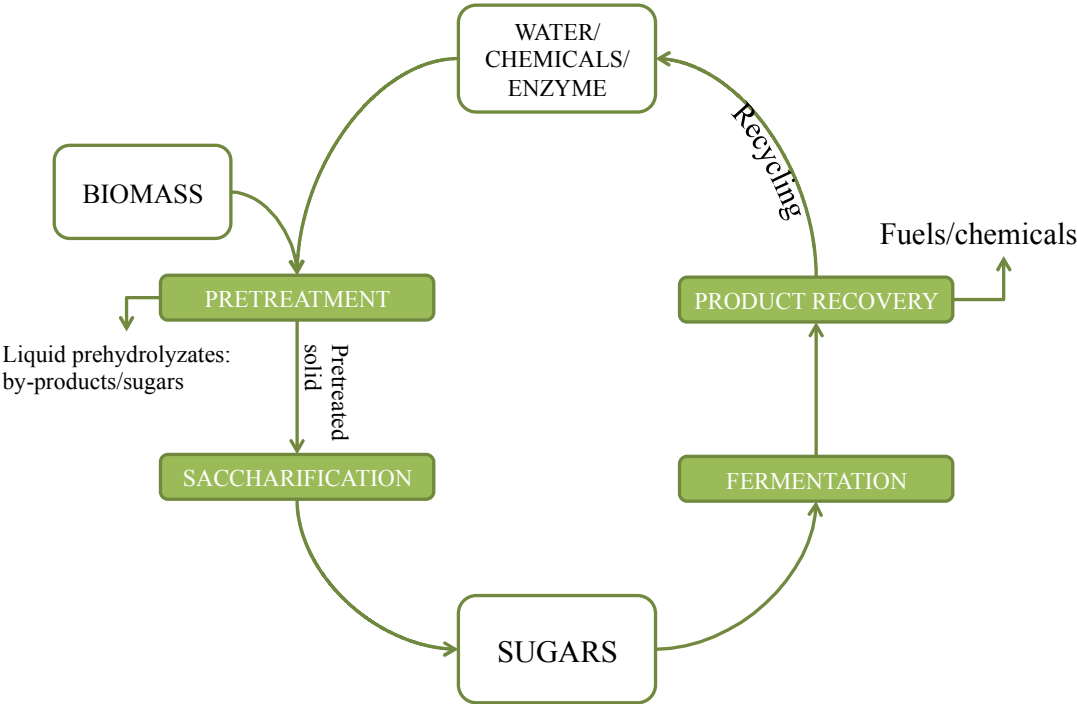 WATER/
CHEMICALS/
ENZYME
Recycling
BIOMASS
Fuels/chemicals
PRETREATMENT
PRODUCT RECOVERY
Liquid prehydrolyzates:
by-products/sugars
Pretreated
solid
SACCHARIFICATION
FERMENTATION
SUGARS